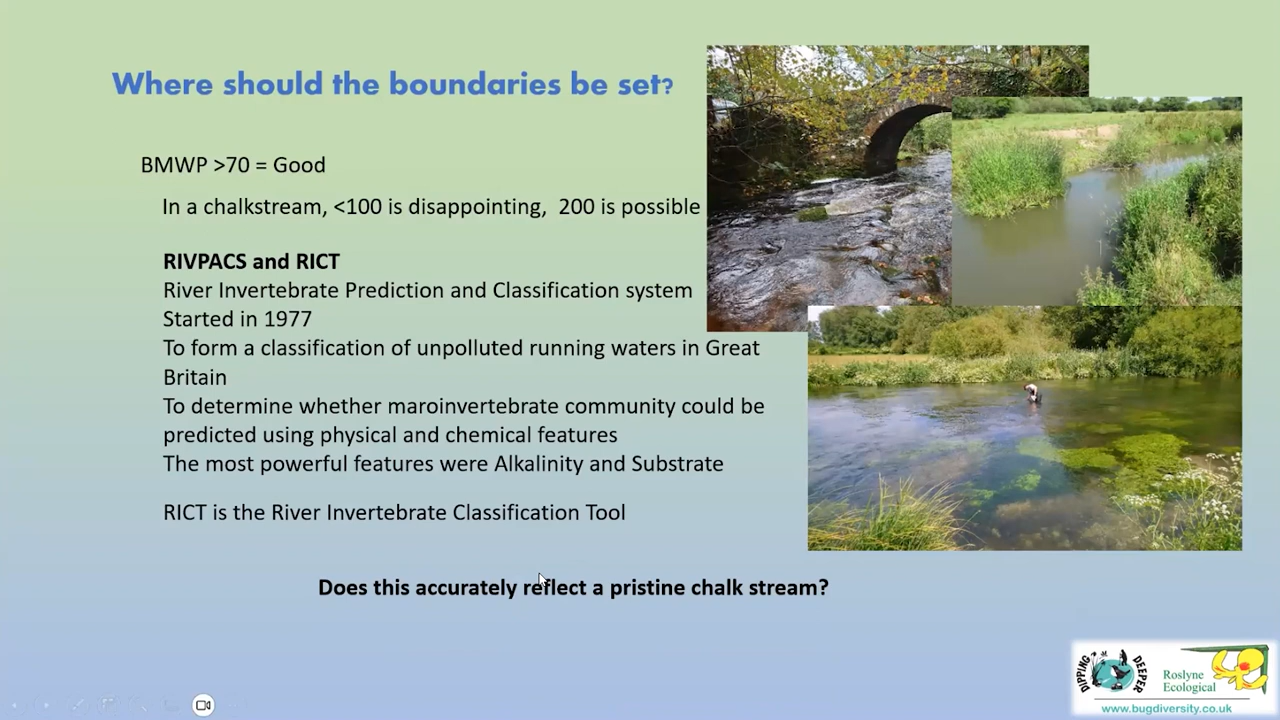 Where should the boundaries be set?
BMWP >70 = Good
In a chalkstream, <100 is disappointing,  200 is possible
RIVPACS and RICT
River Invertebrate Prediction and Classification system
Started in 1977
To form a classification of unpolluted running waters in Great
Britain
To determine whether maroinvertebrate community could be
predicted using physical and chemical features
The most powerful features were Alkalinity and Substrate
RICT is the River Invertebrate Classification Tool
Does this accurately reflect a pristine chalk stream?
DIPPING DEEPER
Roslyne
Ecological
www.bugdiversity.co.uk